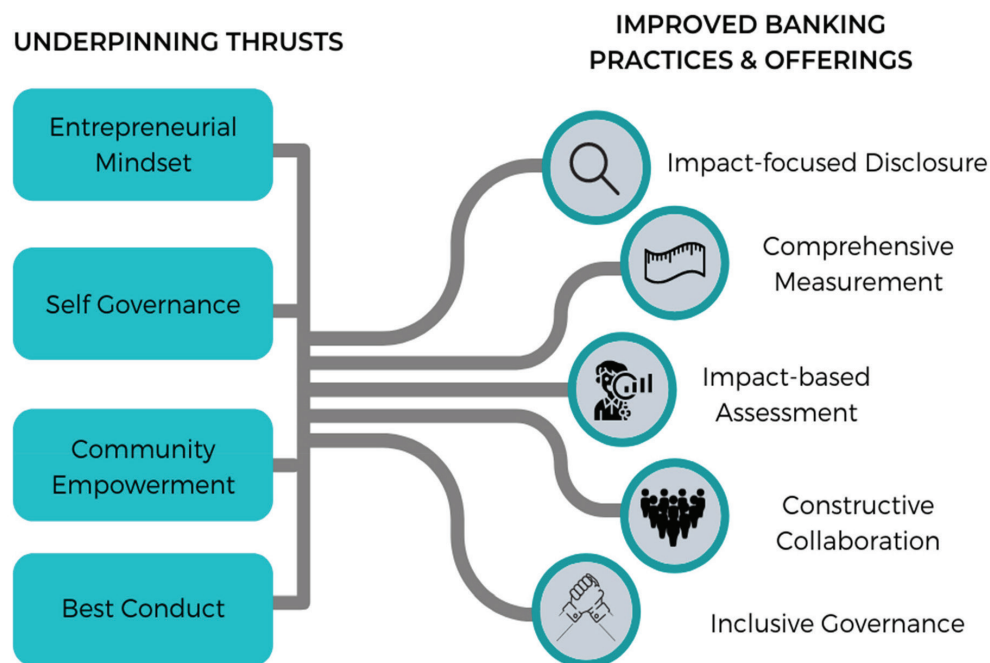 UNDERPINNING THRUSTS
Entrepreneurial
Mindset
Self Governance
Community
Empowerment
Best Conduct
IMPROVED BANKING
PRACTICES & OFFERINGS
Impact-focused Disclosure
Comprehensive
Measurement
Impact-based
Assessment
Constructive
Collaboration
Inclusive Governance